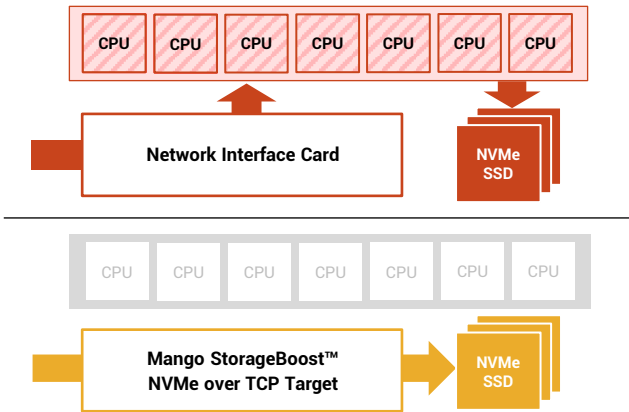 CPU CPU CPU CPU CPU CPU CPU
Network Interface Card
NVMe
SSD
CPU CPU CPU CPU CPU CPU CPU
Mango StorageBoost™
NVMe over TCP Target
NVMe
SSD